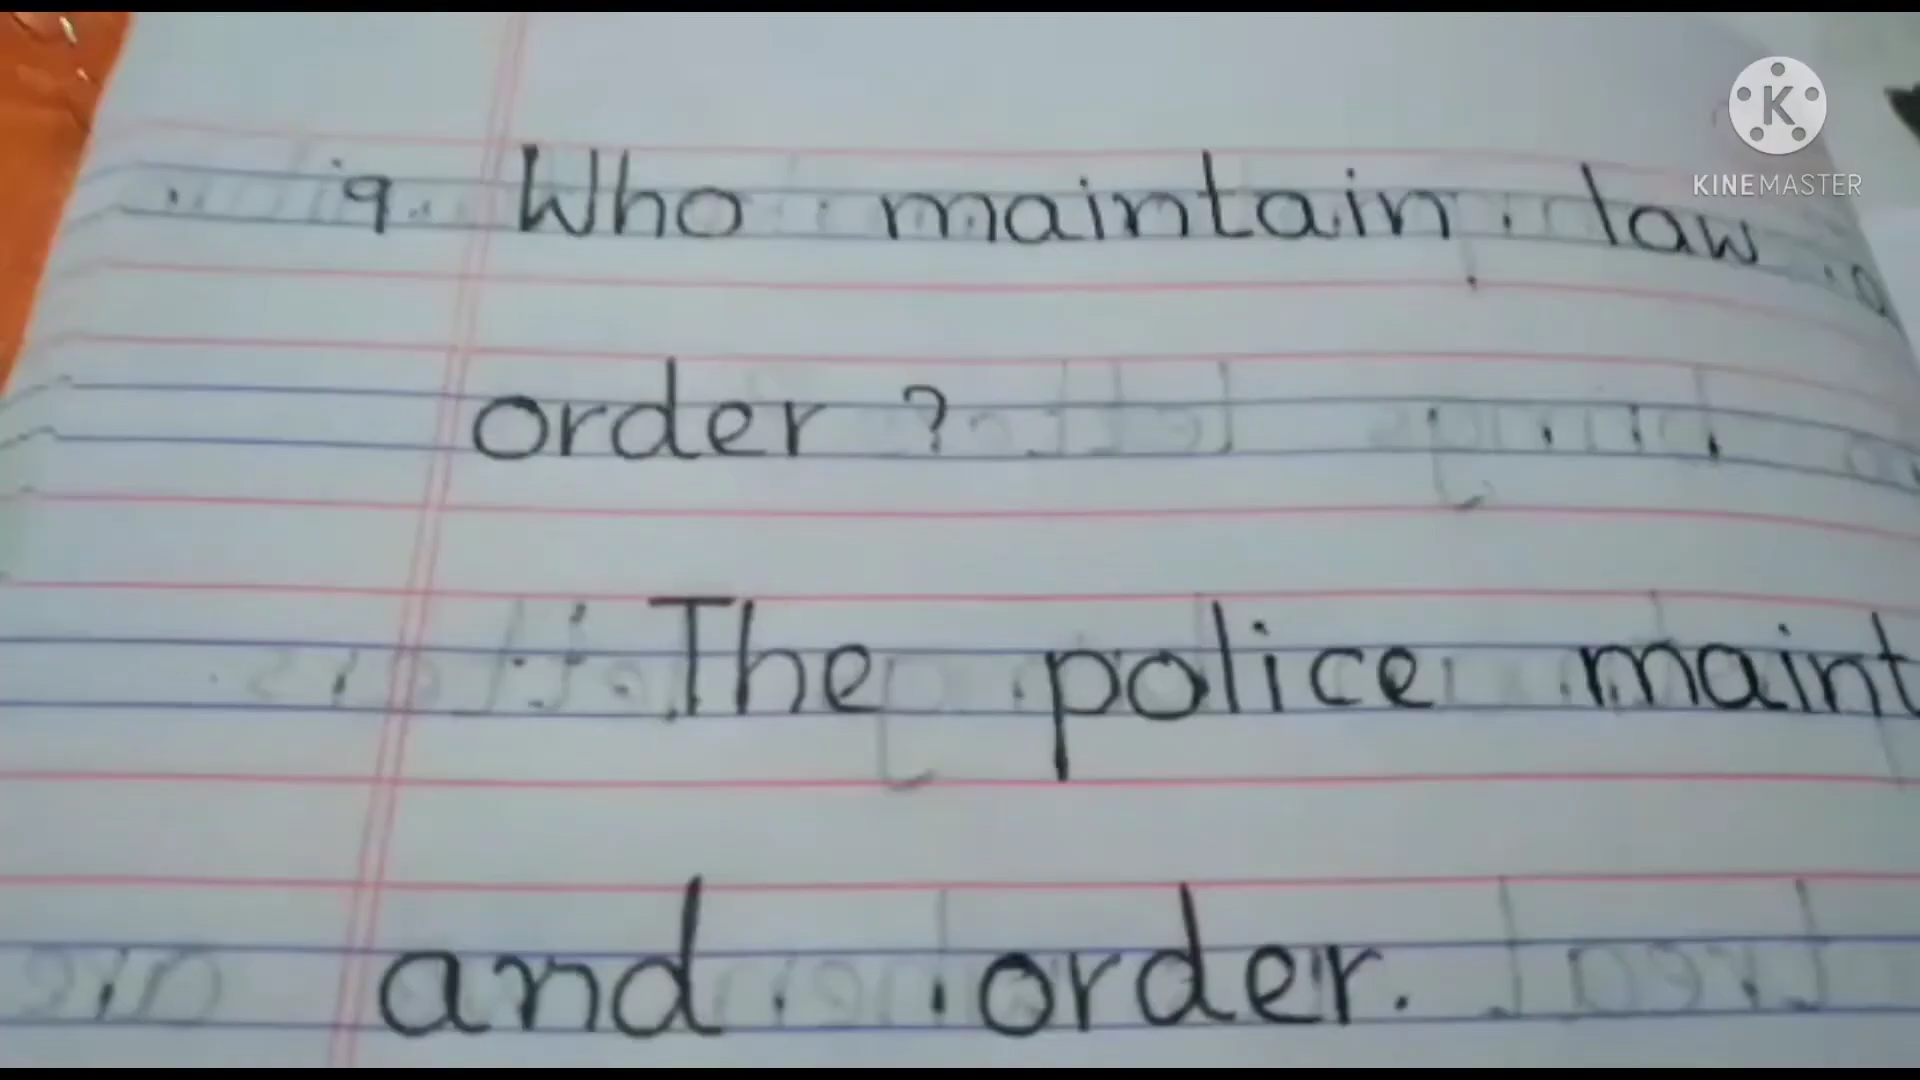 9. Who maintain law
order ?
The police maint
and order.
KINEMASTER